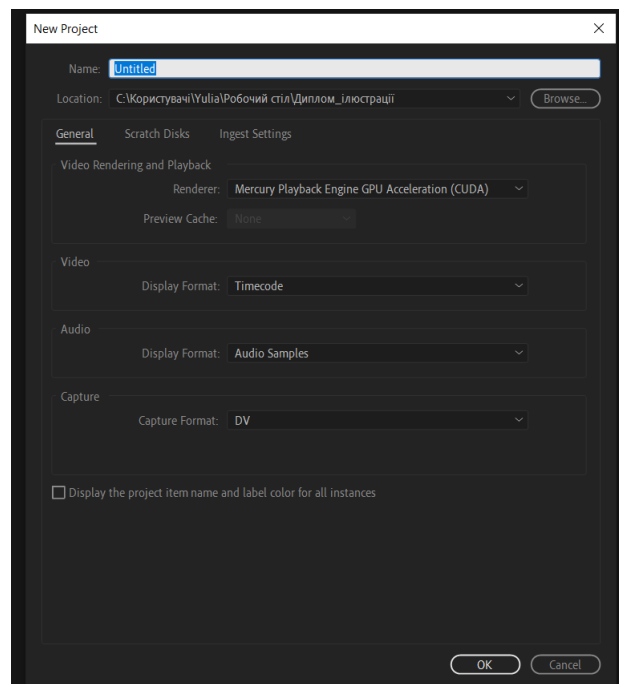 New Project
Name: Untitled
Location: C:\Користувачі\Yulia\Робочий стіл\Диплом_ілюстрації Browse...
General Scratch Disks Ingest Settings
Video Rendering and Playback
Renderer: Mercury Playback Engine GPU Acceleration (CUDA)
Preview Cache: None
Video
Display Format: Timecode
Audio
Display Format: Audio Samples
Capture
Capture Format: DV
Display the project item name and label color for all instances
OK Cancel